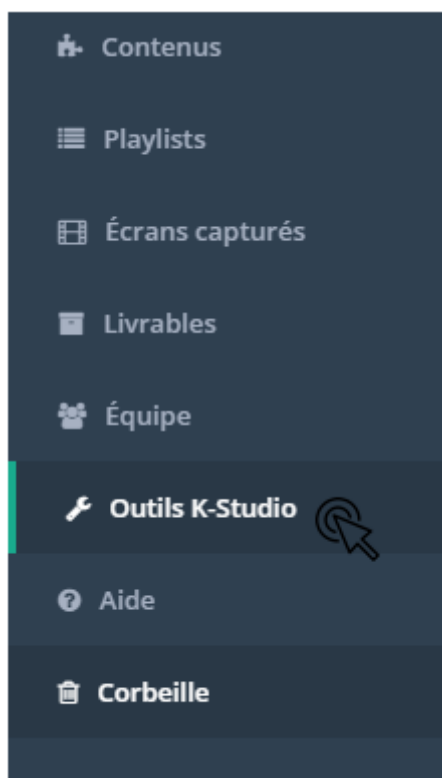 Contenus
Playlists
Écrans capturés
Livrables
Équipe
Outils K-Studio
Aide
Corbeille